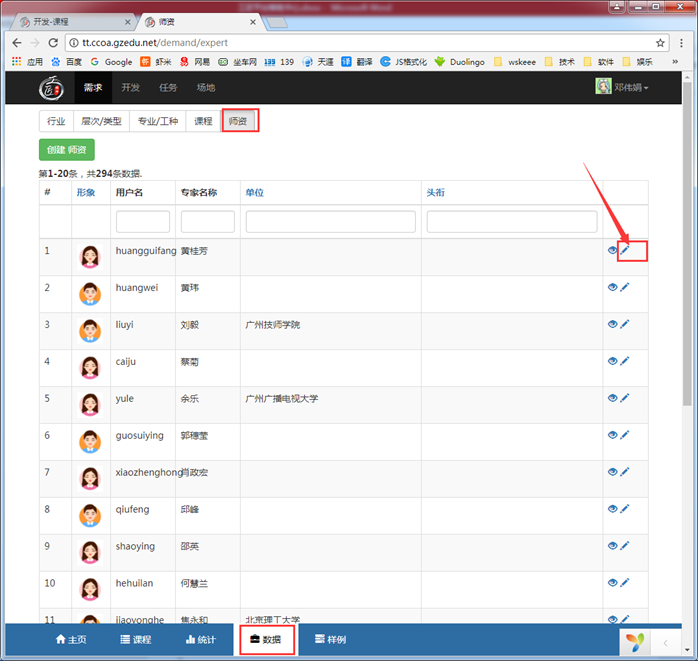 开发-课程 师资
tt.ccoa.gzedu.net/demand/expert
应用 百度 Google 虾米 网易 坐车网 139 139 天涯 翻译 JS格式化 Duolingo wskeee 技术 软件 娱乐 »
需求 开发 任务 场地 邓伟娟
行业 层次/类型 专业/工种 课程 师资
创建 师资
第1-20条，共294条数据.
# 形象 用户名 专家名称 单位 头衔
1 huangguifang 黄桂芳
2 huangwei 黄玮
3 liuyi 刘毅 广州技师学院
4 caiju 蔡菊
5 yule 余乐 广州广播电视大学
6 guosuiying 郭穗莹
7 xiaozhenghong 肖政宏
8 qiufeng 邱峰
9 shaoying 邵英
10 hehuilan 何慧兰
11 jiaoyonghe 焦永和 北京理工大学
主页 课程 统计 数据 样例